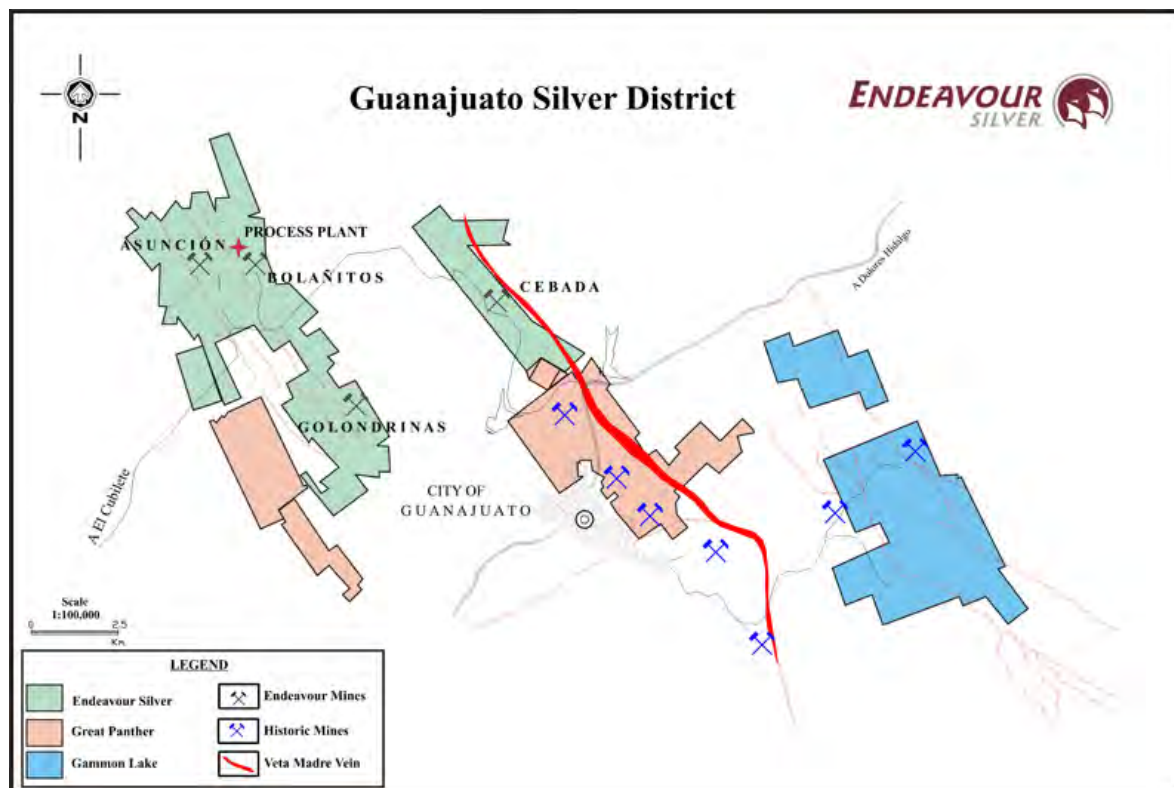 Guanajuato Silver District
ENDEAVOUR
SILVER
N
ASUNCIÓN
PROCESS PLANT
BOLAÑITOS
CEBADA
A Dolores Hidalgo
GOLONDRINAS
CITY OF
GUANAJUATO
A El Cubilete
Scale
1:100,000
0 2.5
Km.
LEGEND
Endeavour Silver
Endeavour Mines
Great Panther
Historic Mines
Gammon Lake
Veta Madre Vein